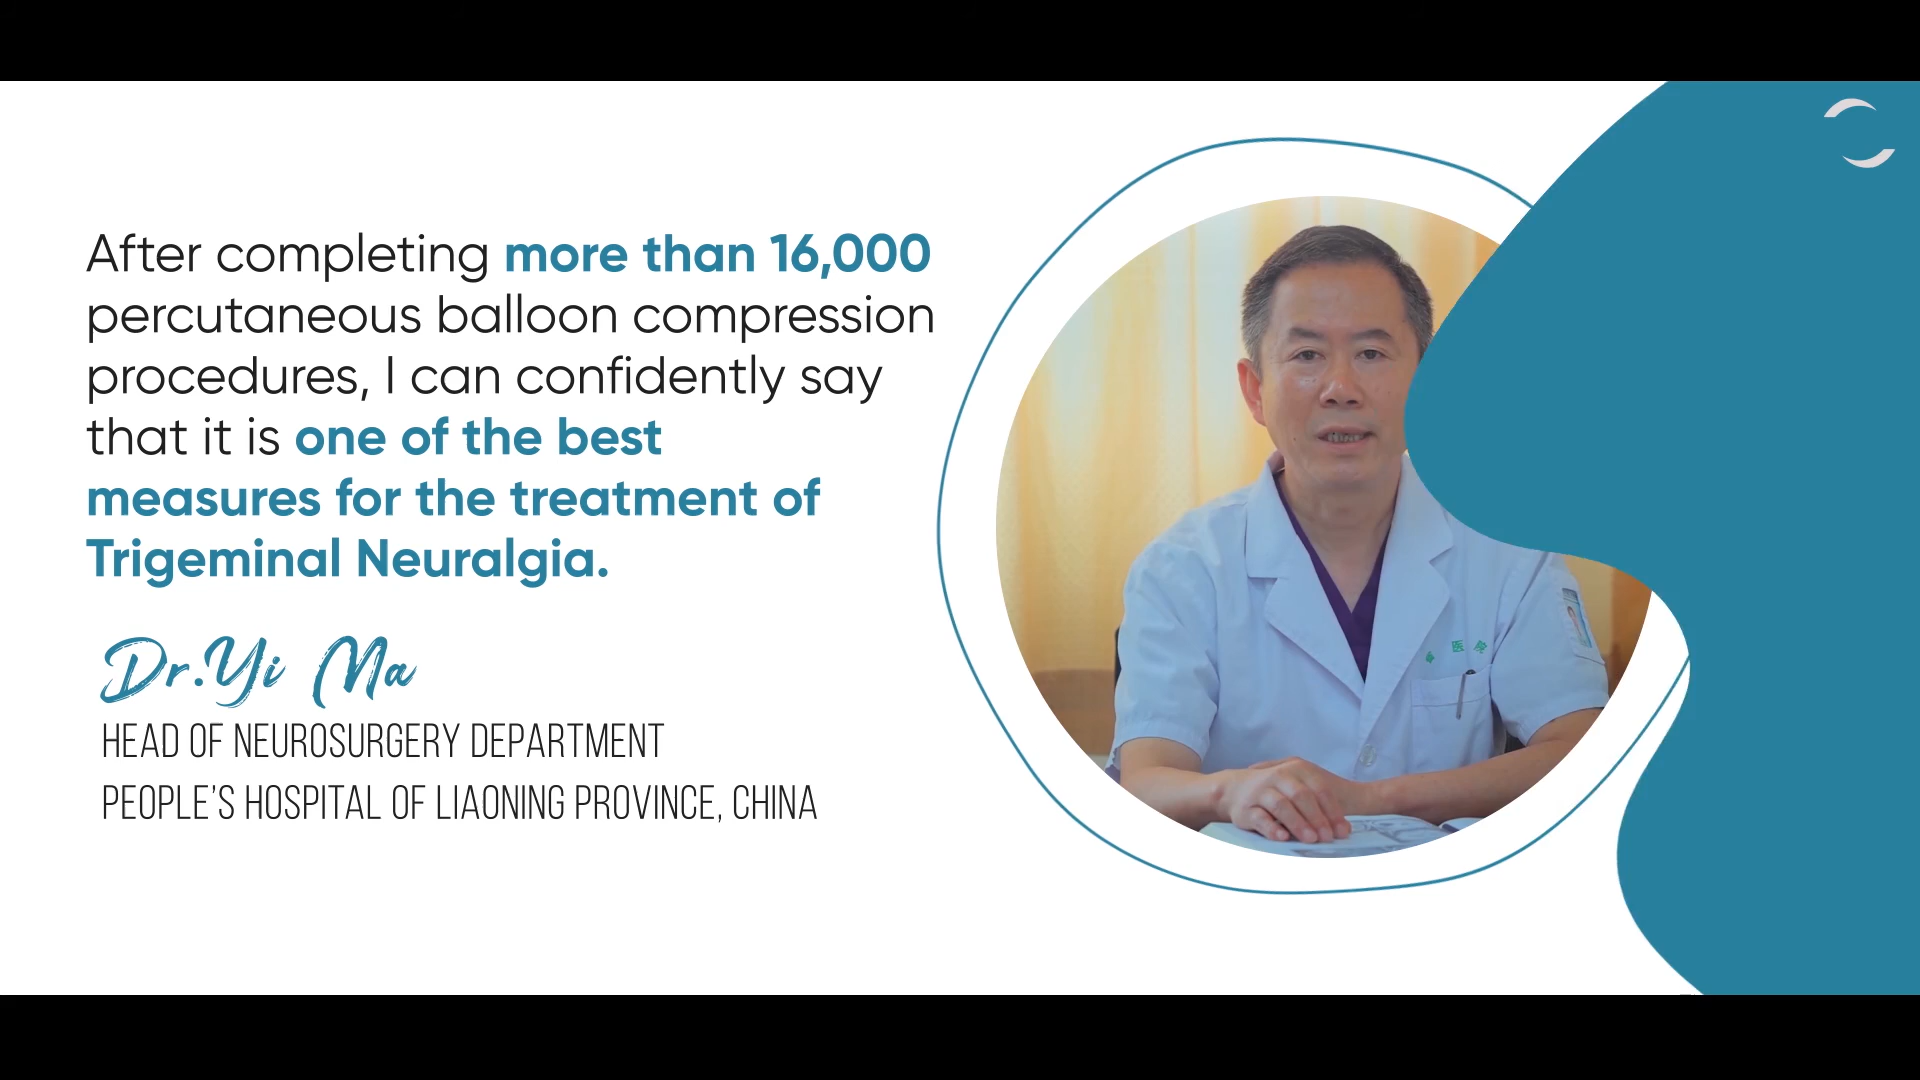 After completing more than 16,000
percutaneous balloon compression
procedures, I can confidently say
that it is one of the best
measures for the treatment of
Trigeminal Neuralgia.
Dr. Yi Ma
HEAD OF NEUROSURGERY DEPARTMENT
PEOPLE'S HOSPITAL OF LIAONING PROVINCE, CHINA
医院